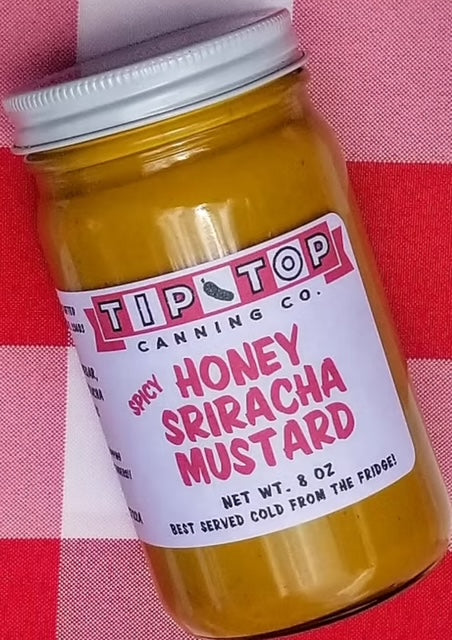 TIP TOP
CANNING CO.
SPICY
HONEY
SRIRACHA
MUSTARD
NET WT. 8 OZ
BEST SERVED COLD FROM THE FRIDGE!